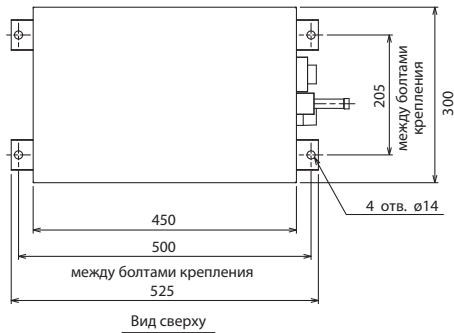 205
между болтами
крепления
300
4 отв. ø14
450
500
между болтами крепления
525
Вид сверху